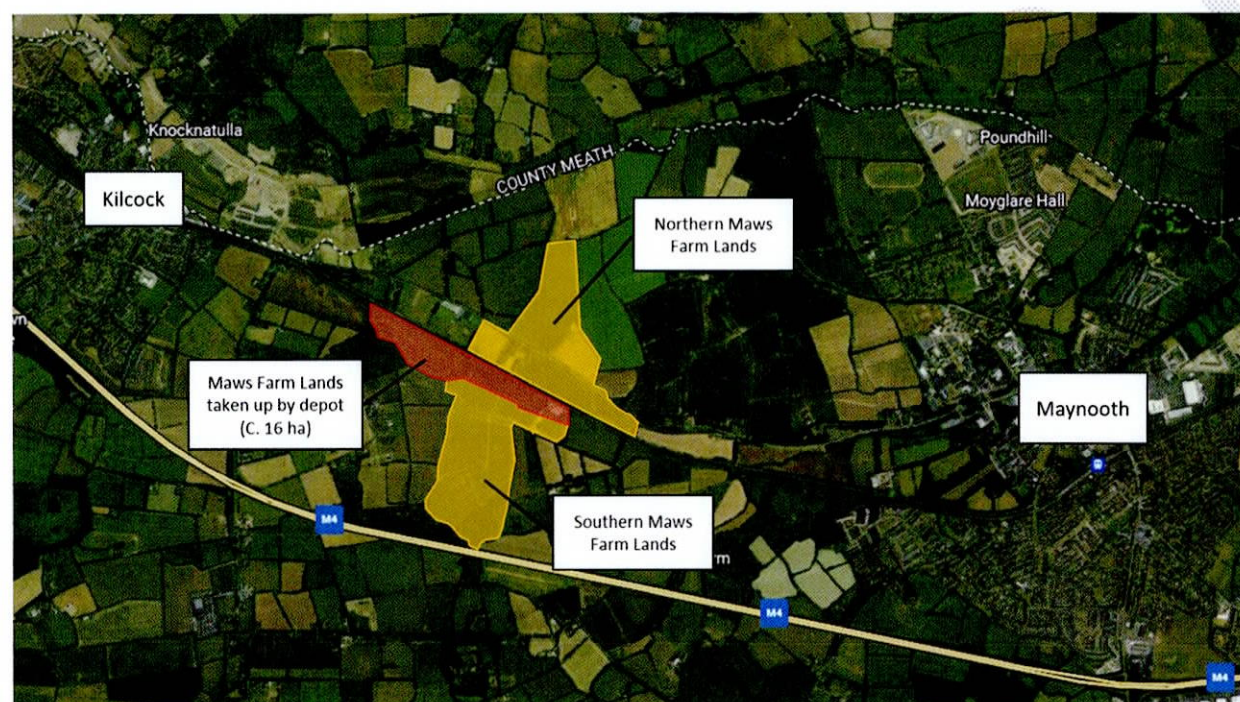 Knocknatulla
Poundhill
COUNTY MEATH
Kilcock
Moyglare Hall
Northern Maws
Farm Lands
Maws Farm Lands
taken up by depot
(C. 16 ha)
Maynooth
M4
Southern Maws
Farm Lands
M4
M4